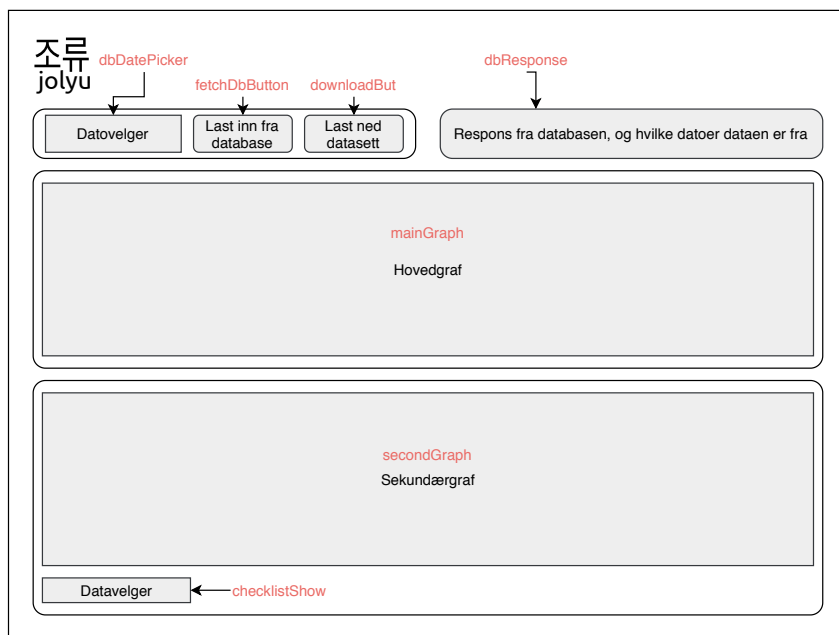 조류
jolyu
dbDatePicker
fetchDbButton
downloadBut
dbResponse
Datovelger
Last inn fra
database
Last ned
datasett
Respons fra databasen, og hvilke datoer dataen er fra
mainGraph
Hovedgraf
secondGraph
Sekundærgraf
Datavelger
checklistShow